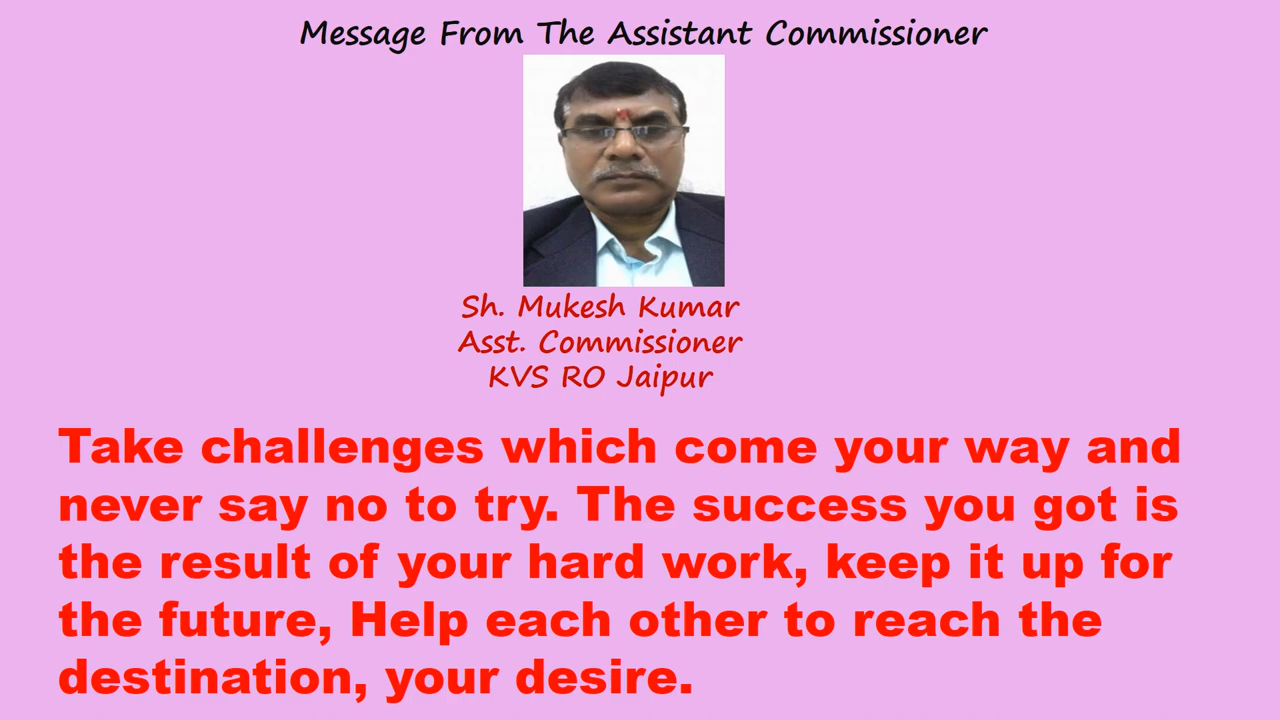 Message From The Assistant Commissioner
Sh. Mukesh Kumar
Asst. Commissioner
KVS RO Jaipur
Take challenges which come your way and
never say no to try. The success you got is
the result of your hard work, keep it up for
the future, Help each other to reach the
destination, your desire.